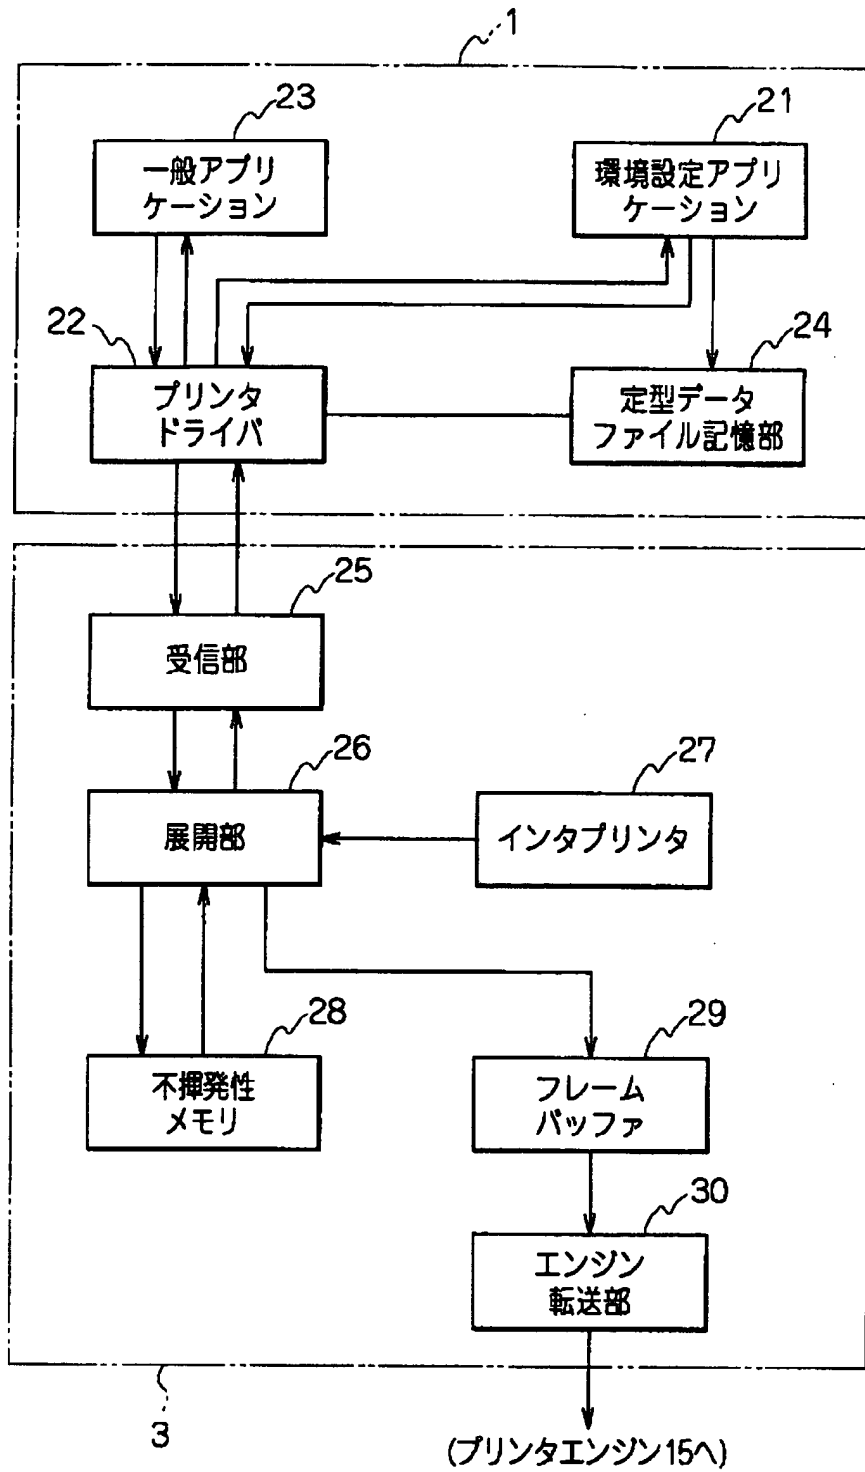 1
23
21
一般アプリ
ケーション
環境設定アプリ
ケーション
22
24
プリンタ
ドライバ
定型データ
ファイル記憶部
25
受信部
26
27
展開部
インタプリンタ
28
29
不揮発性
メモリ
フレーム
バッファ
30
エンジン
転送部
3
(プリンタエンジン15へ)